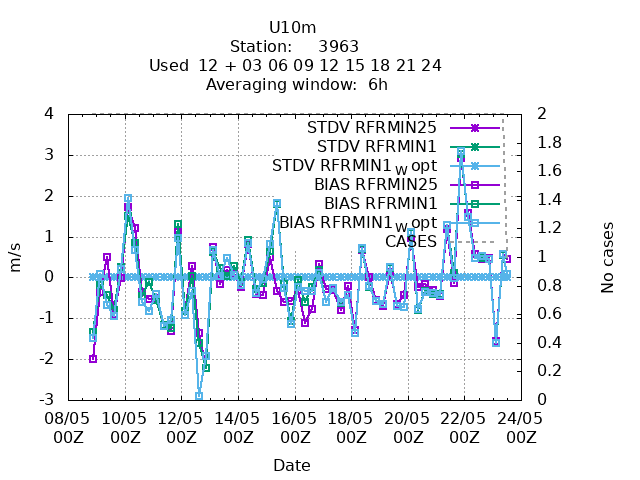 U10m
Station: 3963
Used 12 + 03 06 09 12 15 18 21 24
Averaging window: 6h
STDV RFRMIN25
STDV RFRMIN1
STDV RFRMIN1w opt
BIAS RFRMIN25
BIAS RFRMIN1
BIAS RFRMIN1w opt
CASES
m/s
4
3
2
1
0
-1
-2
-3
No cases
2
1.8
1.6
1.4
1.2
1
0.8
0.6
0.4
0.2
0
08/05 10/05 12/05 14/05 16/05 18/05 20/05 22/05 24/05
00Z 00Z 00Z 00Z 00Z 00Z 00Z 00Z 00Z
Date